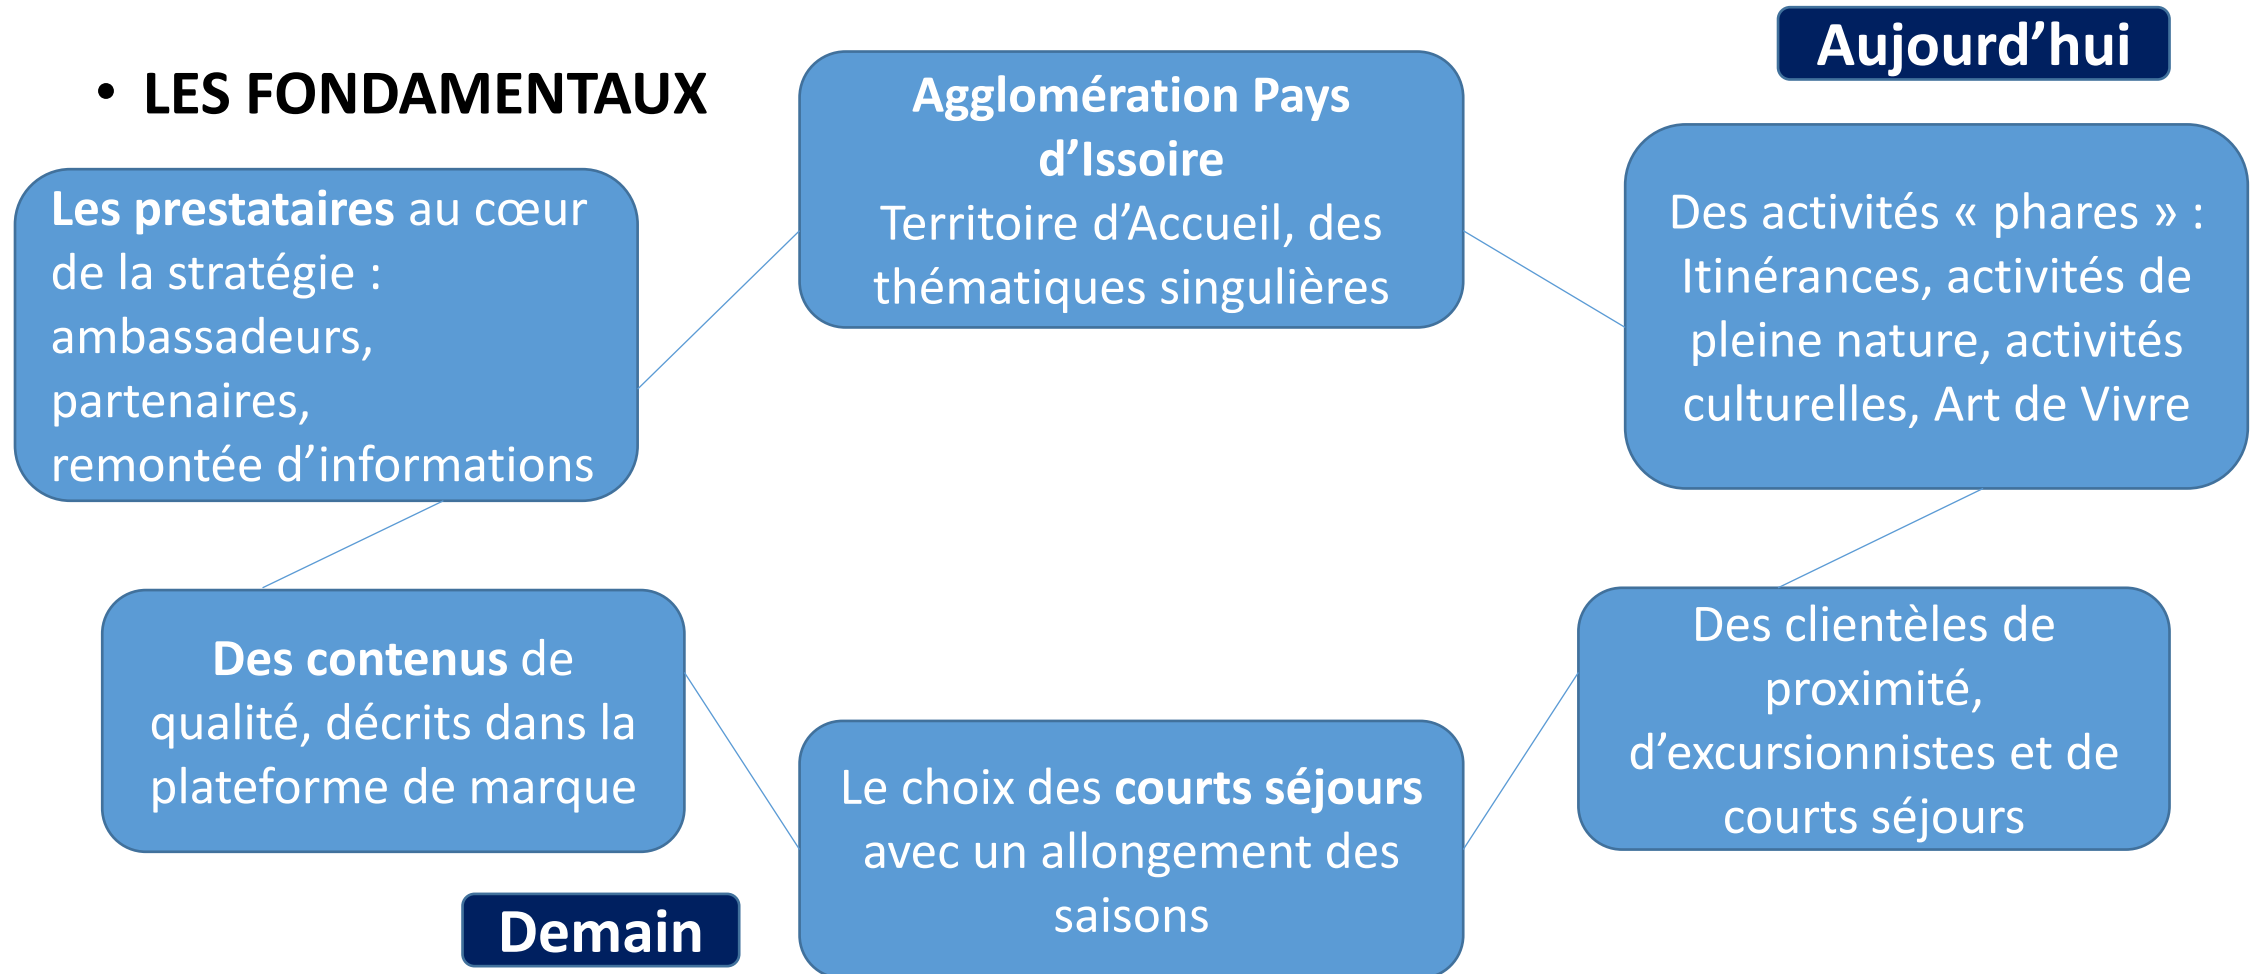 • LES FONDAMENTAUX
Aujourd’hui
Agglomération Pays
d’Issoire
Territoire d’Accueil, des
thématiques singulières
Des activités « phares » :
Itinérances, activités de
pleine nature, activités
culturelles, Art de Vivre
Les prestataires au cœur
de la stratégie :
ambassadeurs,
partenaires,
remontée d’informations
Des clientèles de
proximité,
d’excursionnistes et de
courts séjours
Des contenus de
qualité, décrits dans la
plateforme de marque
Le choix des courts séjours
avec un allongement des
saisons
Demain